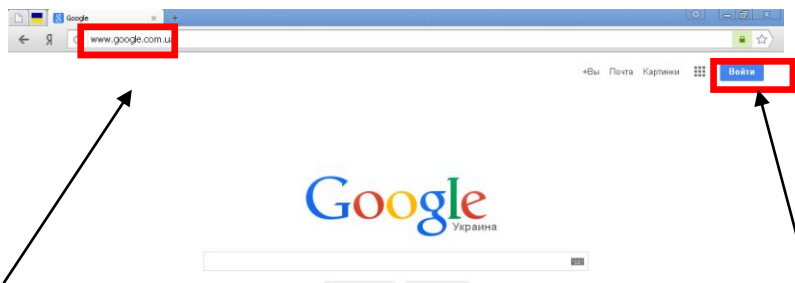 Google
Я www.google.com.ua
+Вы Почта Картинки Войти
Google
Украина